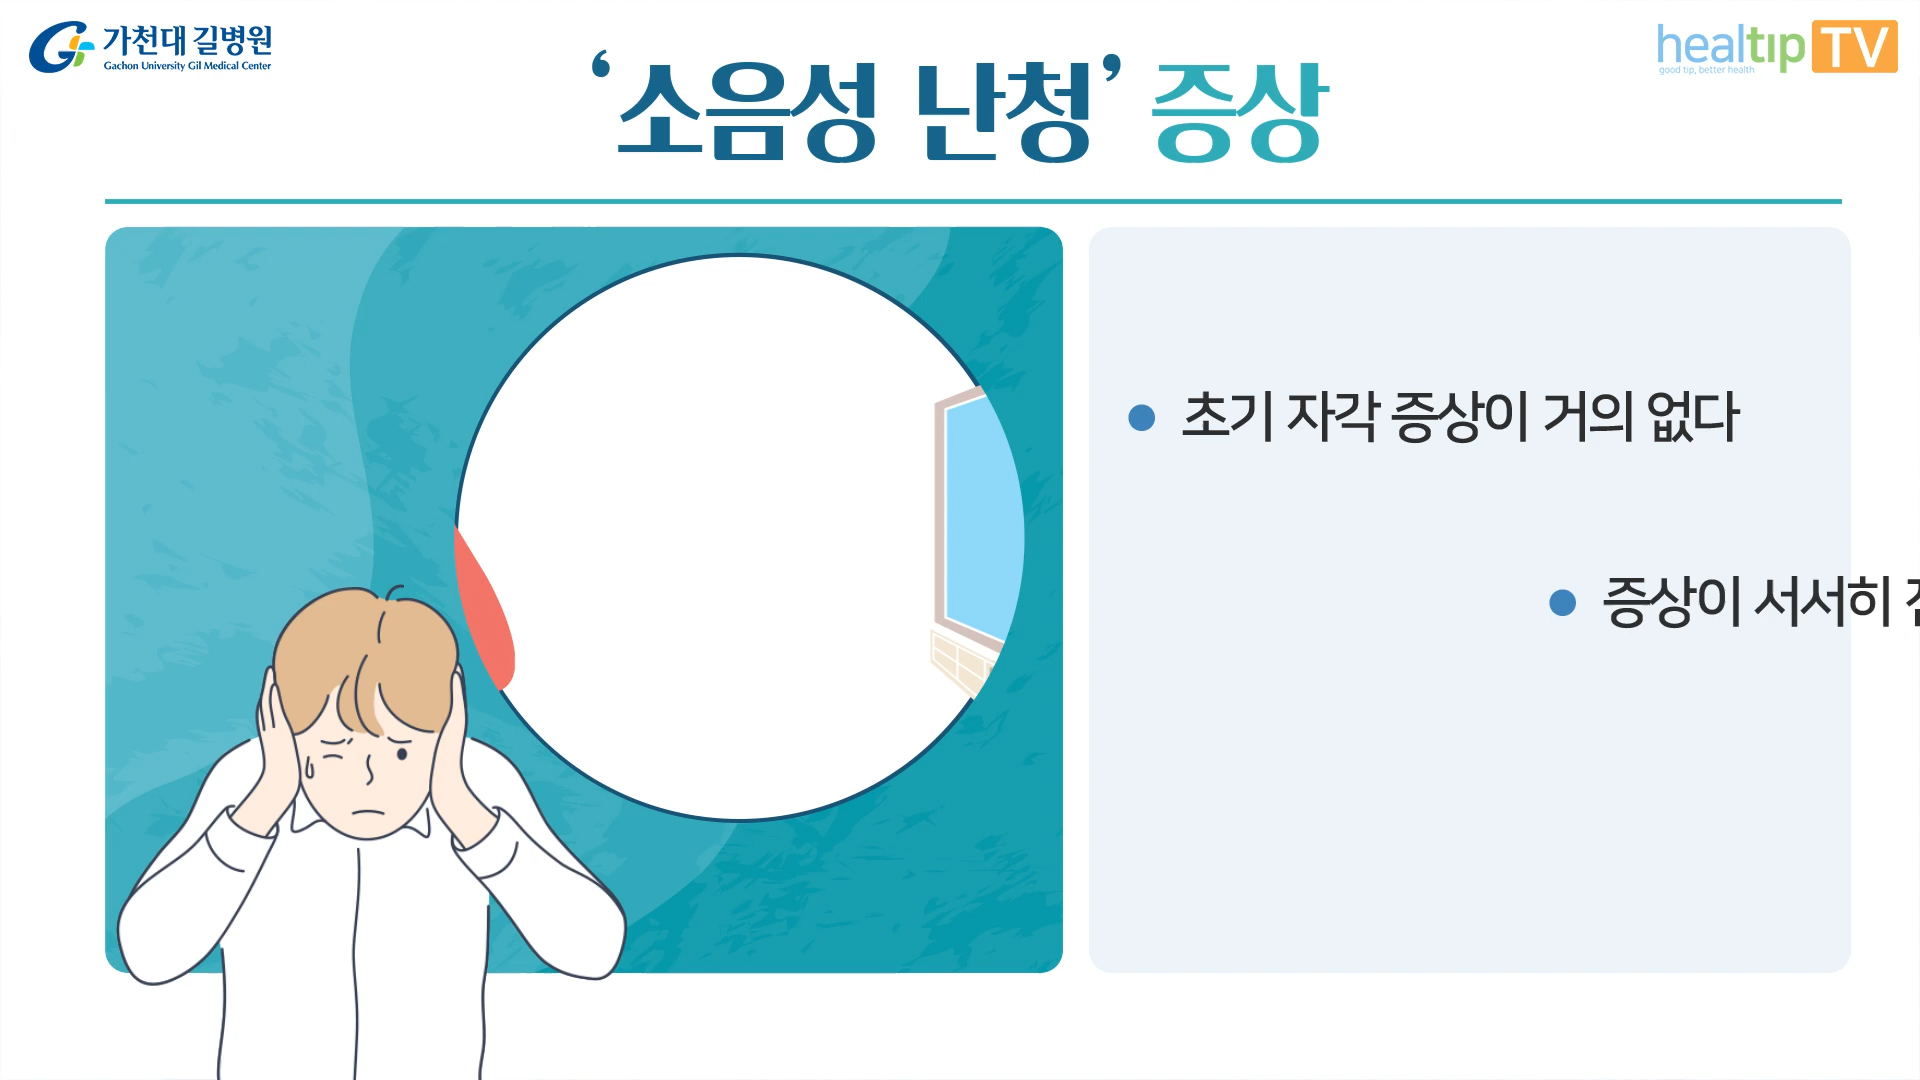 가천대 길병원
Gachon University Gil Medical Center
healtip TV
good tip, better health
‘소음성 난청’ 증상
초기 자각 증상이 거의 없다
증상이 서서히